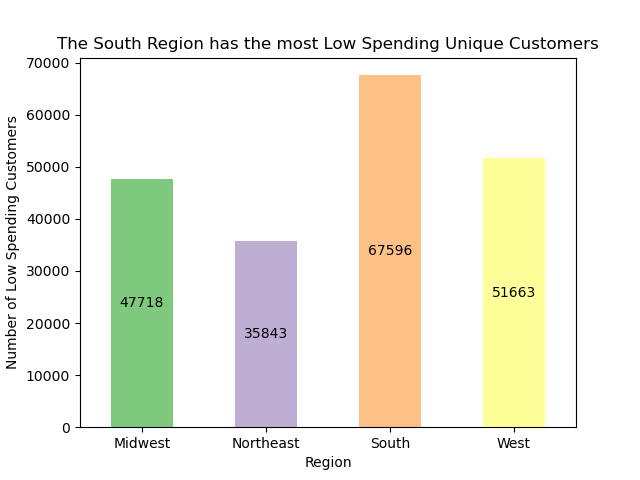 The South Region has the most Low Spending Unique Customers
Number of Low Spending Customers
70000
60000
50000
40000
30000
20000
10000
0
47718
35843
67596
51663
Midwest
Northeast
South
West
Region